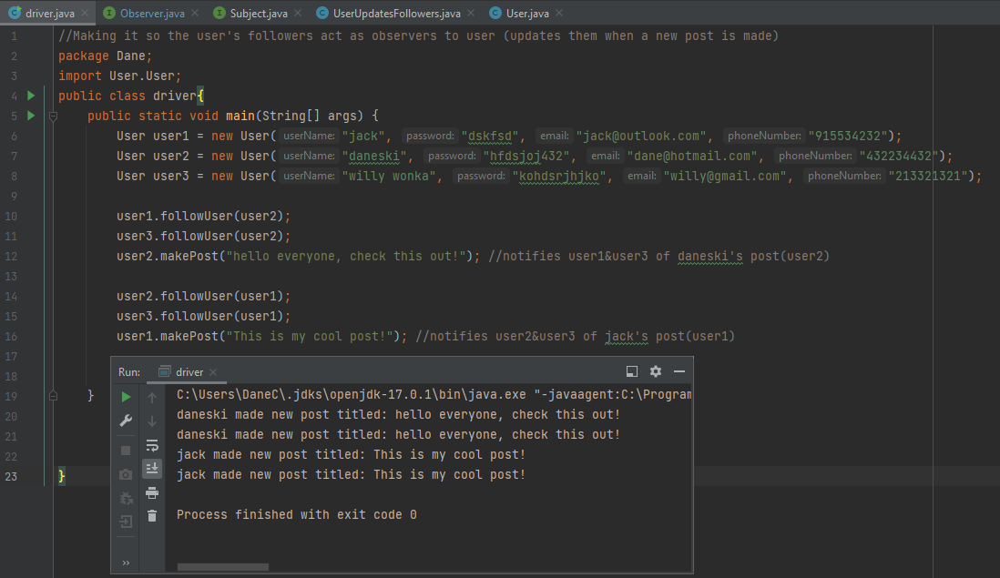 driver.java Observer.java Subject.java UserUpdatesFollowers.java User.java
1 //Making it so the user's followers act as observers to user (updates them when a new post is made)
2 package Dane;
3 import User.User;
4 public class driver{
5 public static void main(String[] args) {
6 User user1 = new User( userName: "jack", password: "dskfsd", email: "jack@outlook.com", phoneNumber: "915534232");
7 User user2 = new User( userName: "daneski", password: "hfdsjoj432", email: "dane@hotmail.com", phoneNumber: "432234432");
8 User user3 = new User( userName: "willy wonka", password: "kohdsrjhjko", email: "willy@gmail.com", phoneNumber: "213321321");
9
10 user1.followUser(user2);
11 user3.followUser(user2);
12 user2.makePost("hello everyone, check this out!"); //notifies user1&user3 of daneski's post(user2)
13
14 user2.followUser(user1);
15 user3.followUser(user1);
16 user1.makePost("This is my cool post!"); //notifies user2&user3 of jack's post(user1)
17
18
19 }
20
21
22
23 }
Run: driver
C:\Users\DaneC\.jdks\openjdk-17.0.1\bin\java.exe "-javaagent:C:\Program
daneski made new post titled: hello everyone, check this out!
daneski made new post titled: hello everyone, check this out!
jack made new post titled: This is my cool post!
jack made new post titled: This is my cool post!
Process finished with exit code 0